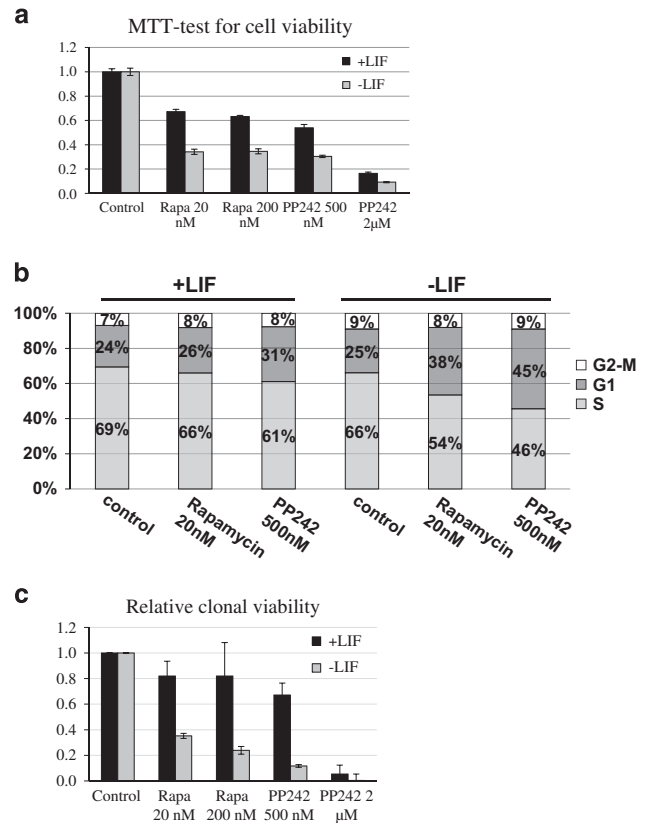 a
MTT-test for cell viability
1.2
1.0
0.8
0.6
0.4
0.2
0.0
+LIF
-LIF
Control Rapa 20 nM Rapa 200 nM PP242 500 nM PP242 2μM
b
+LIF -LIF
100%
80%
60%
40%
20%
0%
7% 8% 8% 9% 8% 9%
24% 26% 31% 25% 38% 45%
69% 66% 61% 66% 54% 46%
G2-M
G1
S
control Rapamycin 20nM PP242 500nM control Rapamycin 20nM PP242 500nM
c
Relative clonal viability
1.2
1.0
0.8
0.6
0.4
0.2
0.0
+LIF
-LIF
Control Rapa 20 nM Rapa 200 nM PP242 500 nM PP242 2 μM